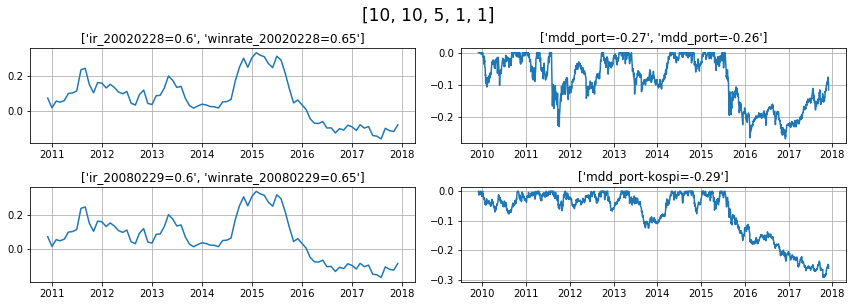 [10, 10, 5, 1, 1]
['ir_20020228=0.6', 'winrate_20020228=0.65']
0.2
0.0
2011 2012 2013 2014 2015 2016 2017 2018
['mdd_port=-0.27', 'mdd_port=-0.26']
0.0
−0.1
−0.2
2010 2011 2012 2013 2014 2015 2016 2017 2018
['ir_20080229=0.6', 'winrate_20080229=0.65']
0.2
0.0
2011 2012 2013 2014 2015 2016 2017 2018
['mdd_port-kospi=-0.29']
0.0
−0.1
−0.2
−0.3
2010 2011 2012 2013 2014 2015 2016 2017 2018